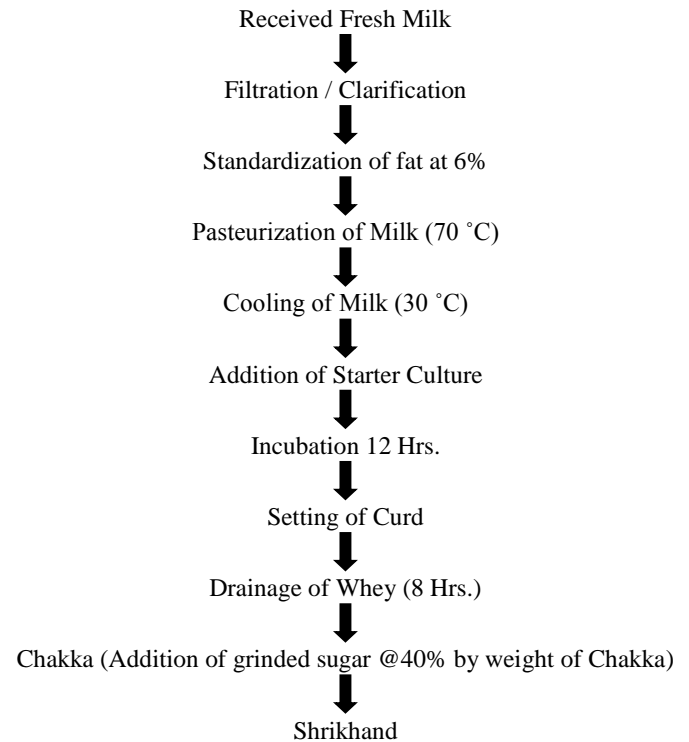 Received Fresh Milk
Filtration / Clarification
Standardization of fat at 6%
Pasteurization of Milk (70 ˚C)
Cooling of Milk (30 ˚C)
Addition of Starter Culture
Incubation 12 Hrs.
Setting of Curd
Drainage of Whey (8 Hrs.)
Chakka (Addition of grinded sugar @40% by weight of Chakka)
Shrikhand